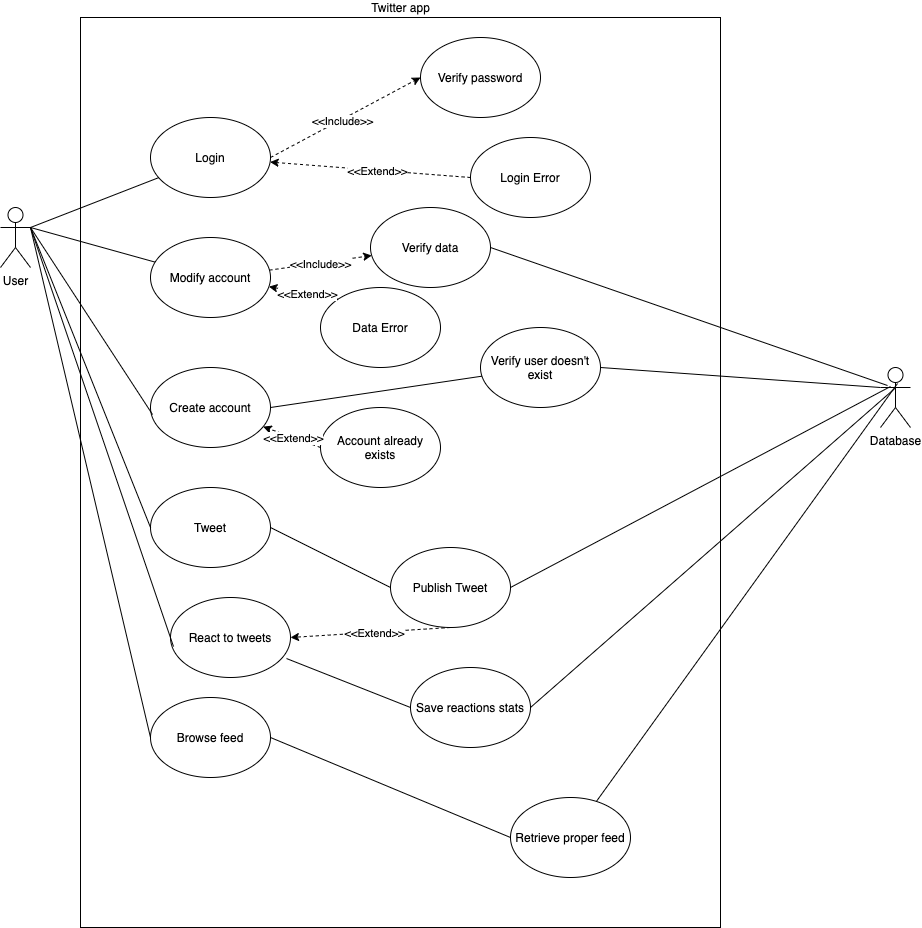 Twitter app
Verify password
<<Include>>
Login
<<Extend>>
Login Error
User
Verify data
<<Include>>
Modify account
<<Extend>>
Data Error
Verify user doesn't
exist
Database
Create account
<<Extend>>
Account already
exists
Tweet
Publish Tweet
React to tweets
<<Extend>>
Save reactions stats
Browse feed
Retrieve proper feed